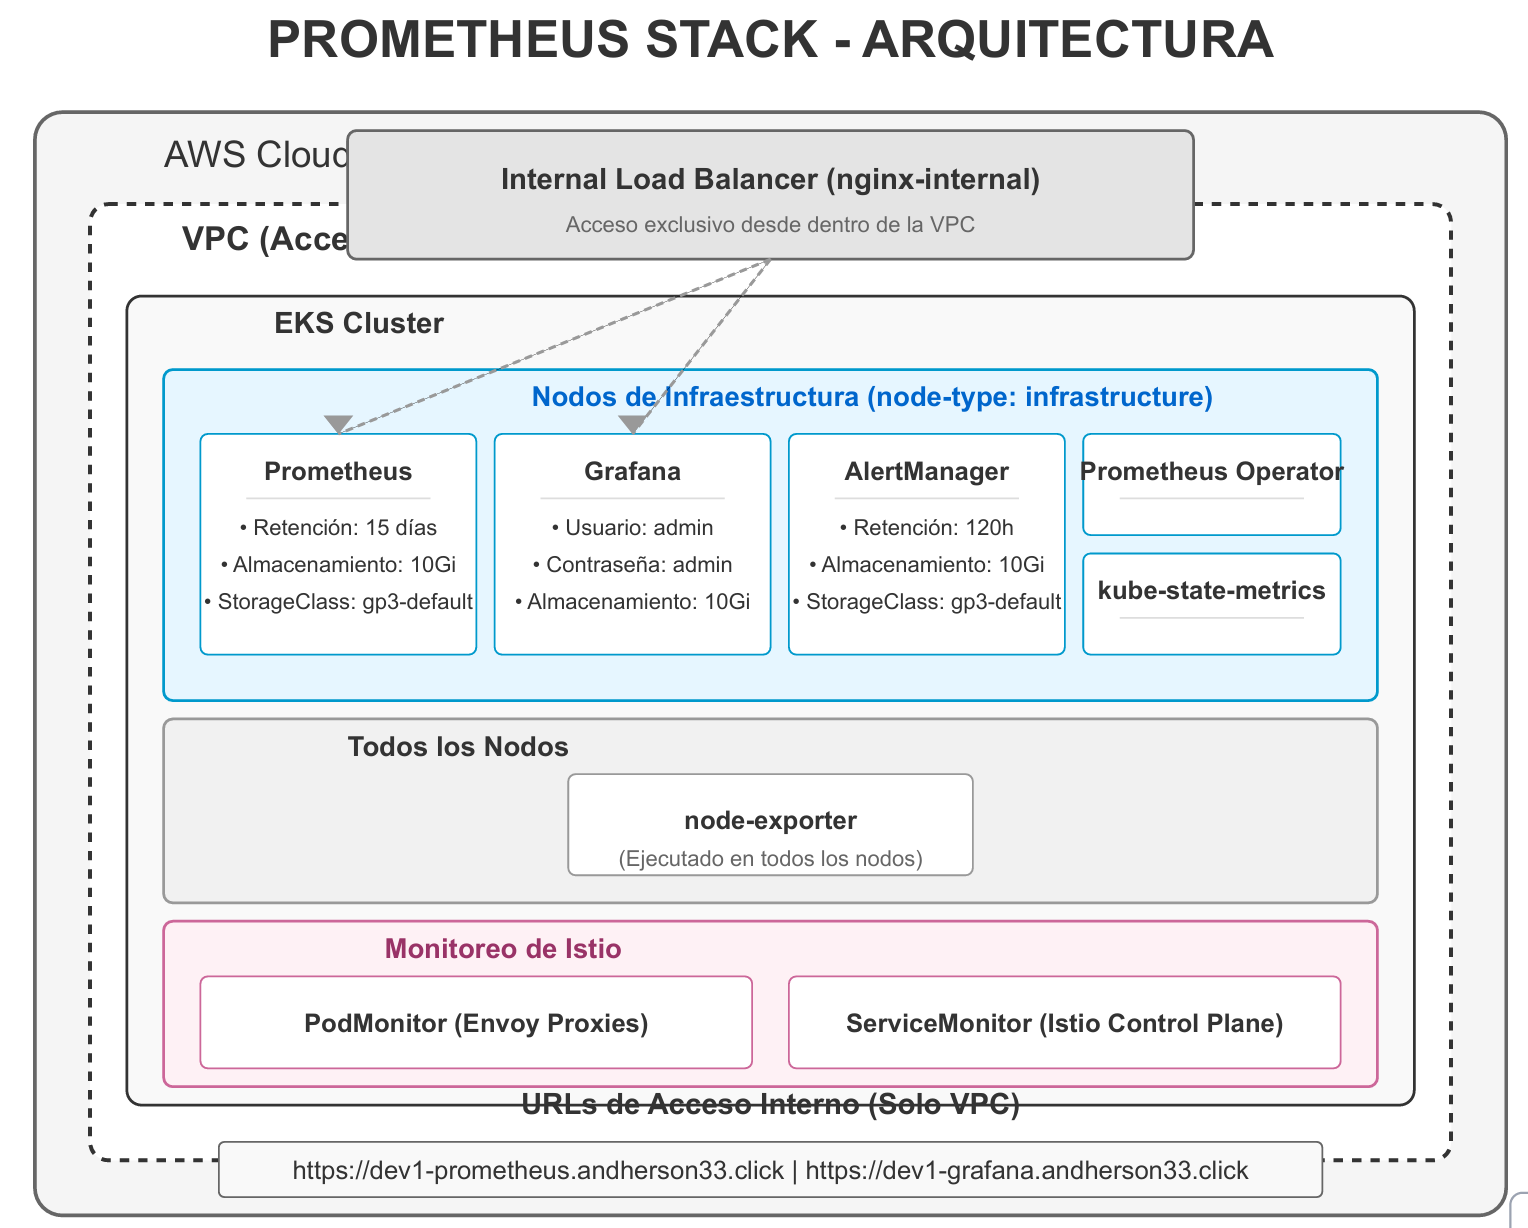 PROMETHEUS STACK - ARQUITECTURA
AWS Cloud
Internal Load Balancer (nginx-internal)
Acceso exclusivo desde dentro de la VPC
VPC (Acce
EKS Cluster
Nodos de Infraestructura (node-type: infrastructure)
Prometheus
• Retención: 15 días
• Almacenamiento: 10Gi
• StorageClass: gp3-default
Grafana
• Usuario: admin
• Contraseña: admin
• Almacenamiento: 10Gi
AlertManager
• Retención: 120h
• Almacenamiento: 10Gi
• StorageClass: gp3-default
Prometheus Operator
kube-state-metrics
Todos los Nodos
node-exporter
(Ejecutado en todos los nodos)
Monitoreo de Istio
PodMonitor (Envoy Proxies)
ServiceMonitor (Istio Control Plane)
URLs de Acceso Interno (Solo VPC)
https://dev1-prometheus.andherson33.click | https://dev1-grafana.andherson33.click